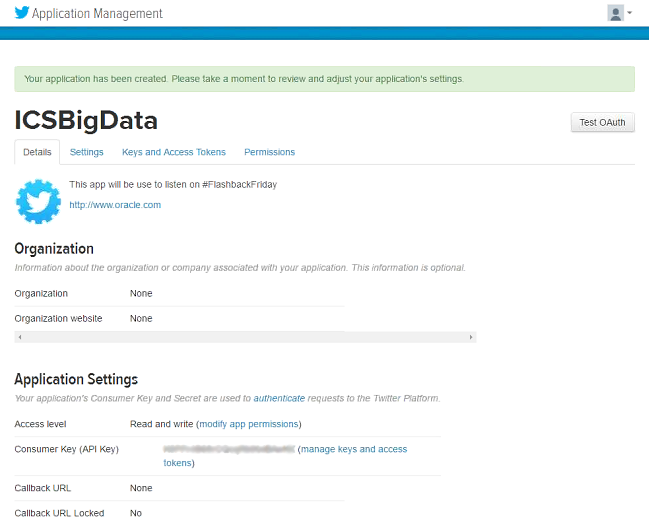 Application Management
Your application has been created. Please take a moment to review and adjust your application's settings.
ICSBigData
Test OAuth
Details Settings Keys and Access Tokens Permissions
This app will be use to listen on #FlashbackFriday
http://www.oracle.com
Organization
Information about the organization or company associated with your application. This information is optional.
Organization None
Organization website None
Application Settings
Your application's Consumer Key and Secret are used to authenticate requests to the Twitter Platform.
Access level Read and write (modify app permissions)
Consumer Key (API Key) (manage keys and access
tokens)
Callback URL None
Callback URL Locked No